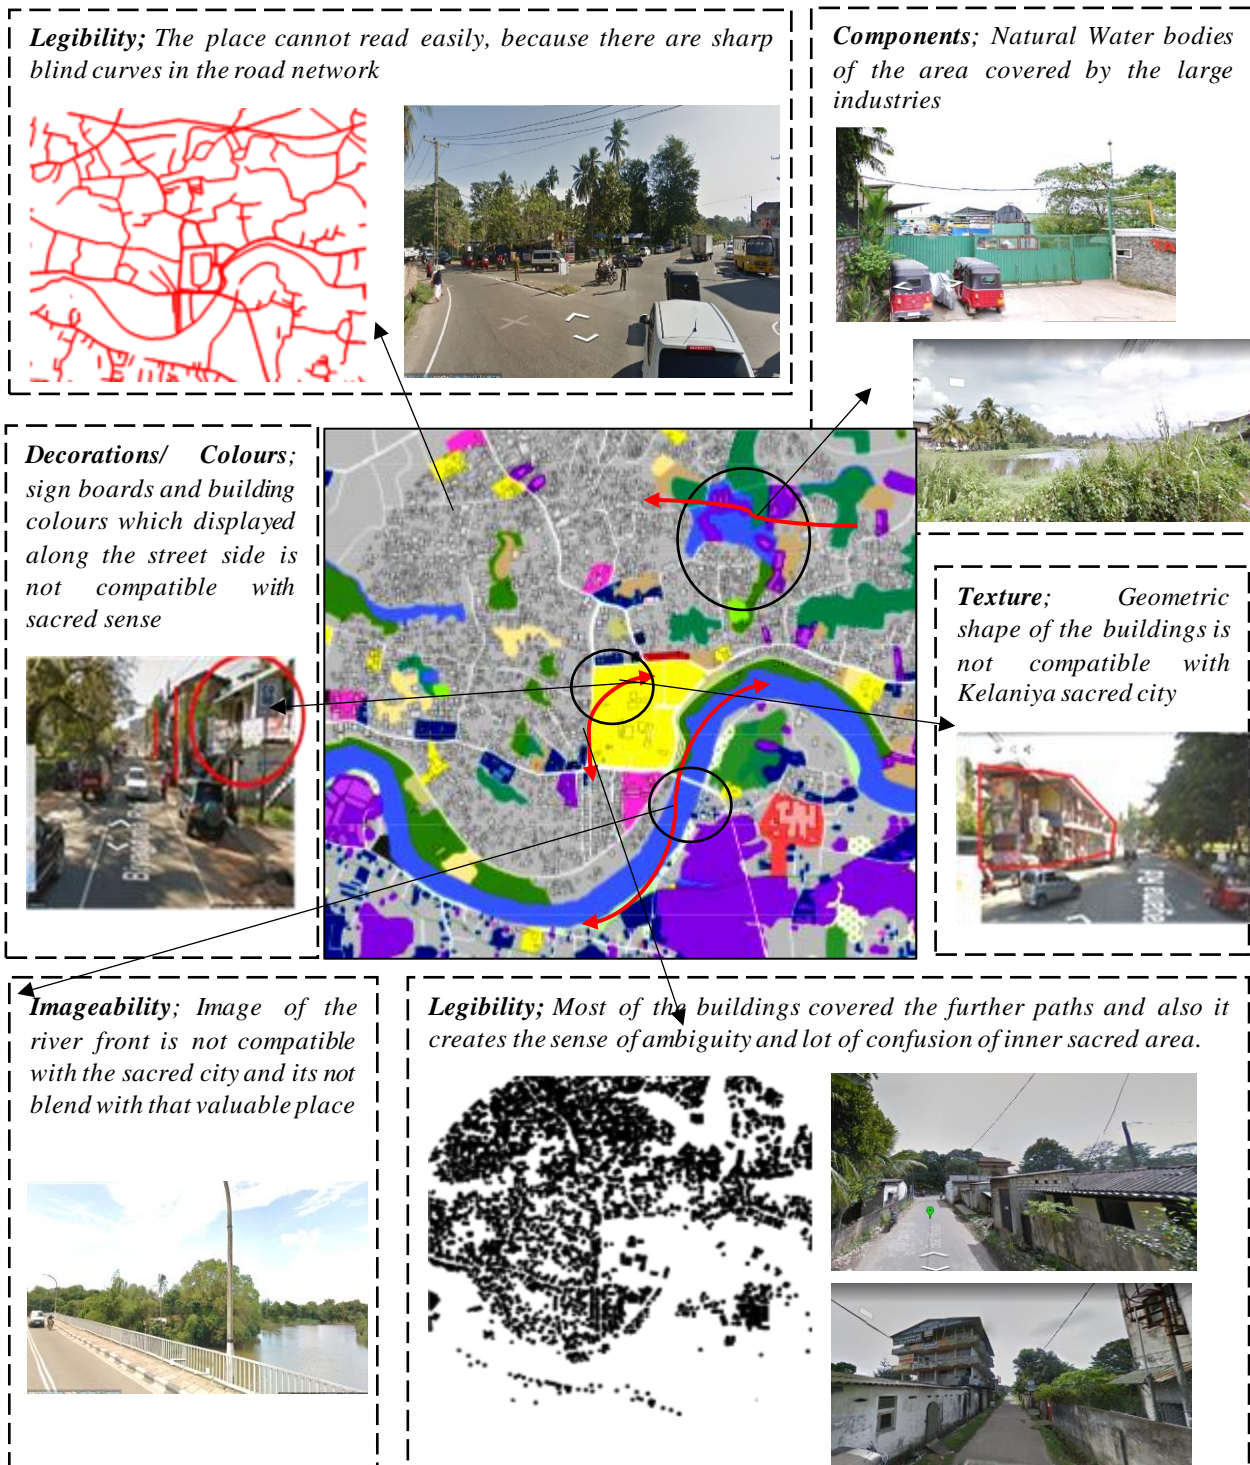 Legibility; The place cannot read easily, because there are sharp
blind curves in the road network
Components; Natural Water bodies
of the area covered by the large
industries
Decorations/ Colours;
sign boards and building
colours which displayed
along the street side is
not compatible with
sacred sense
Texture; Geometric
shape of the buildings is
not compatible with
Kelaniya sacred city
Imageability; Image of the
river front is not compatible
with the sacred city and its not
blend with that valuable place
Legibility; Most of the buildings covered the further paths and also it
creates the sense of ambiguity and lot of confusion of inner sacred area.